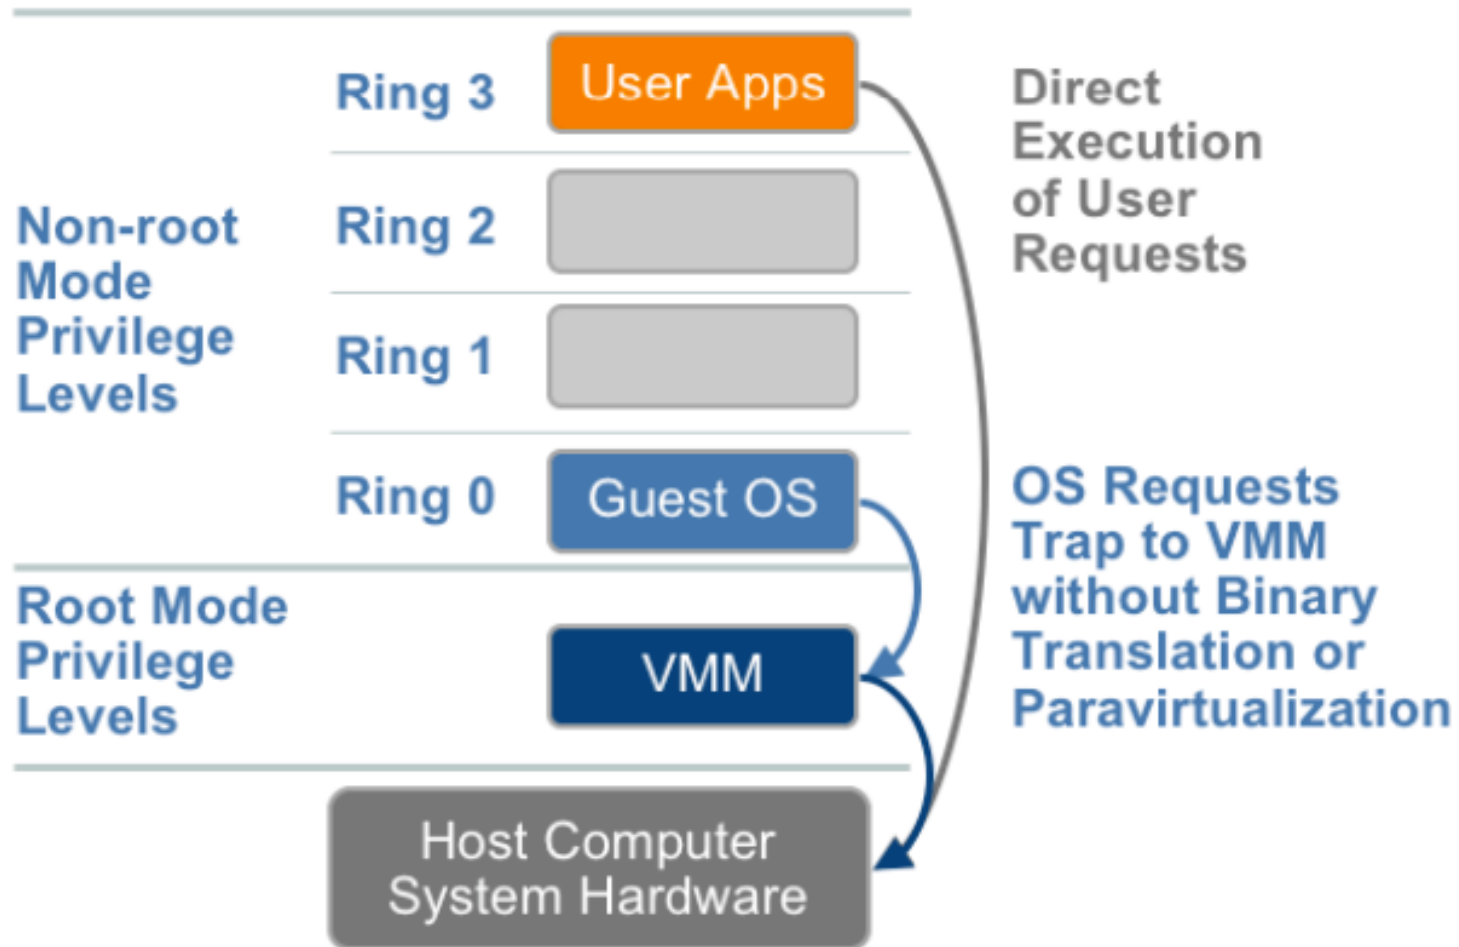 Ring 3
User Apps
Direct
Execution
of User
Requests
Non-root
Mode
Privilege
Levels
Ring 2
Ring 1
Ring 0
Guest OS
OS Requests
Trap to VMM
without Binary
Translation or
Paravirtualization
Root Mode
Privilege
Levels
VMM
Host Computer
System Hardware